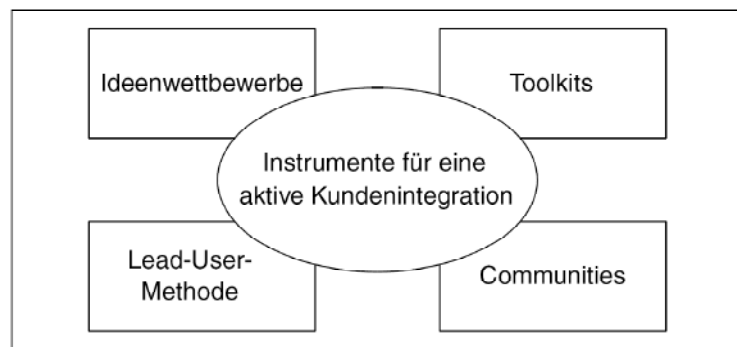 Ideenwettbewerbe
Toolkits
Instrumente für eine
aktive Kundenintegration
Lead-User-
Methode
Communities